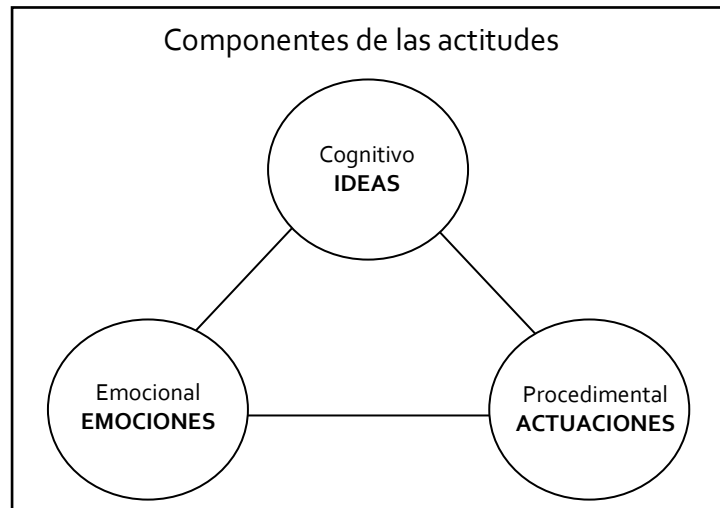 Componentes de las actitudes
Cognitivo
IDEAS
Emocional
EMOCIONES
Procedimental
ACTUACIONES